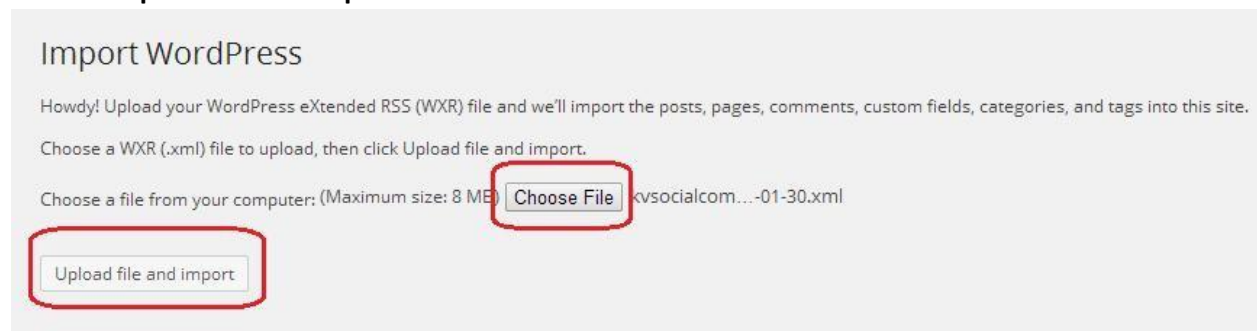 Import WordPress
Howdy! Upload your WordPress eXtended RSS (WXR) file and we'll import the posts, pages, comments, custom fields, categories, and tags into this site.
Choose a WXR (.xml) file to upload, then click Upload file and import.
Choose a file from your computer: (Maximum size: 8 MB) Choose File kvsocialcom...-01-30.xml
Upload file and import